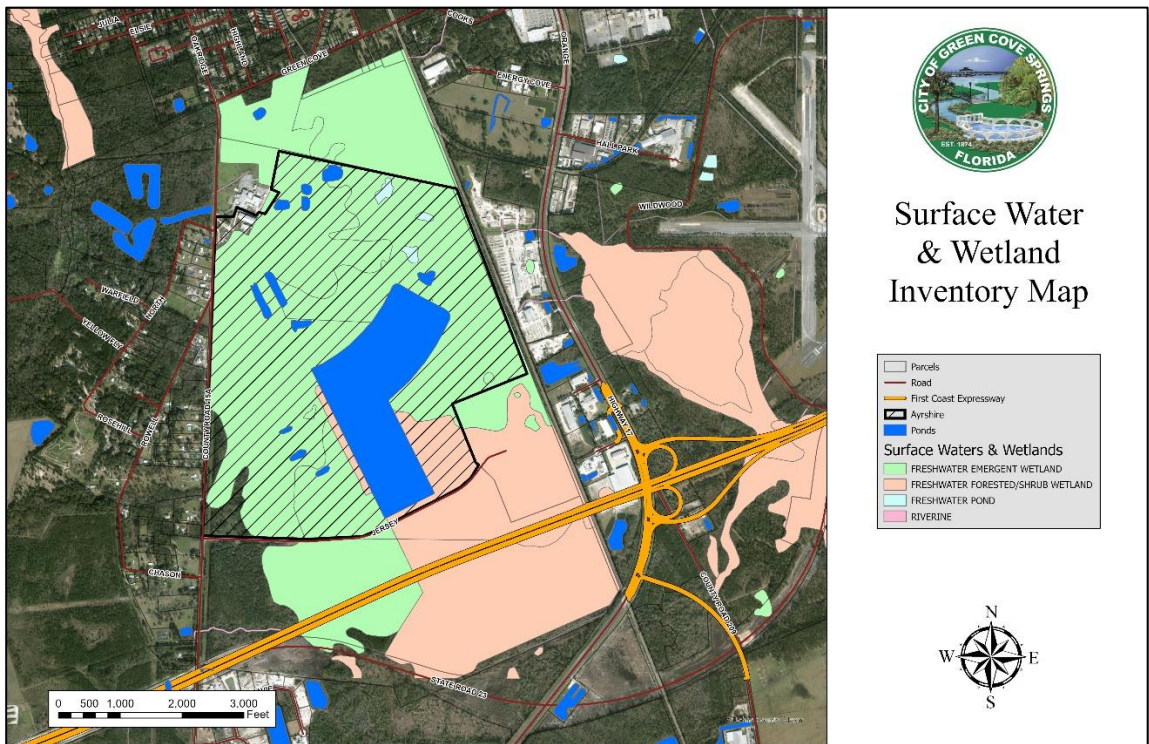 JULIA
ELSIE
OAKRIDGE
HIGHLAND
GREEN COVE
COOKS
ORANGE
ENERGY COVE
HALL PARK
WILDWOOD
WARFIELD
NORTH
YELLOW FLY
ROSEHILL
POWELL
COUNTY ROAD 15A
HIGHWAY 17
JERSEY
CHASON
COUNTY ROAD 209
STATE ROAD 23
0 500 1,000 2,000 3,000
Feet
CITY OF GREEN COVE SPRINGS
EST. 1874
FLORIDA
Surface Water
& Wetland
Inventory Map
Parcels
Road
First Coast Expressway
Ayrshire
Ponds
Surface Waters & Wetlands
FRESHWATER EMERGENT WETLAND
FRESHWATER FORESTED/SHRUB WETLAND
FRESHWATER POND
RIVERINE
N
W E
S